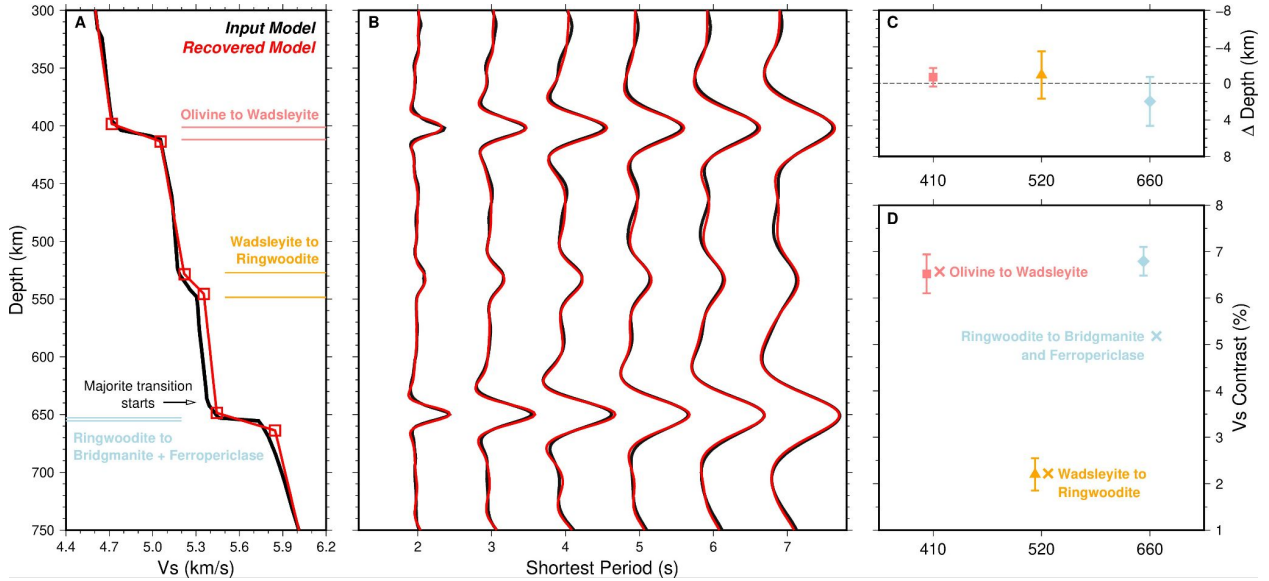 A
Input Model
Recovered Model
Olivine to Wadsleyite
Wadsleyite to
Ringwoodite
Majorite transition
starts
Ringwoodite to
Bridgmanite + Ferropericlase
300
350
400
450
500
550
600
650
700
750
Depth (km)
4.4 4.7 5.0 5.3 5.6 5.9 6.2
Vs (km/s)
B
2 3 4 5 6 7
Shortest Period (s)
C
-8
-4
0
4
8
Δ Depth (km)
410 520 660
D
Olivine to Wadsleyite
Ringwoodite to Bridgmanite
and Ferropericlase
Wadsleyite to
Ringwoodite
8
7
6
5
4
3
2
1
Vs Contrast (%)
410 520 660